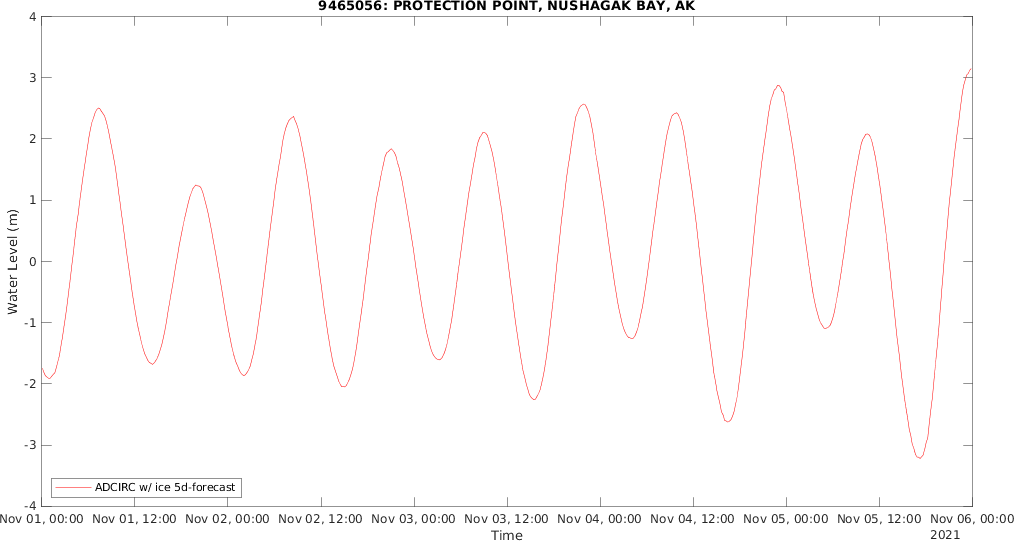 9465056: PROTECTION POINT, NUSHAGAK BAY, AK
4
3
2
1
0
-1
-2
-3
-4
Water Level (m)
ADCIRC w/ ice 5d-forecast
Nov 01, 00:00 Nov 01, 12:00 Nov 02, 00:00 Nov 02, 12:00 Nov 03, 00:00 Nov 03, 12:00 Nov 04, 00:00 Nov 04, 12:00 Nov 05, 00:00 Nov 05, 12:00 Nov 06, 00:00
Time
2021